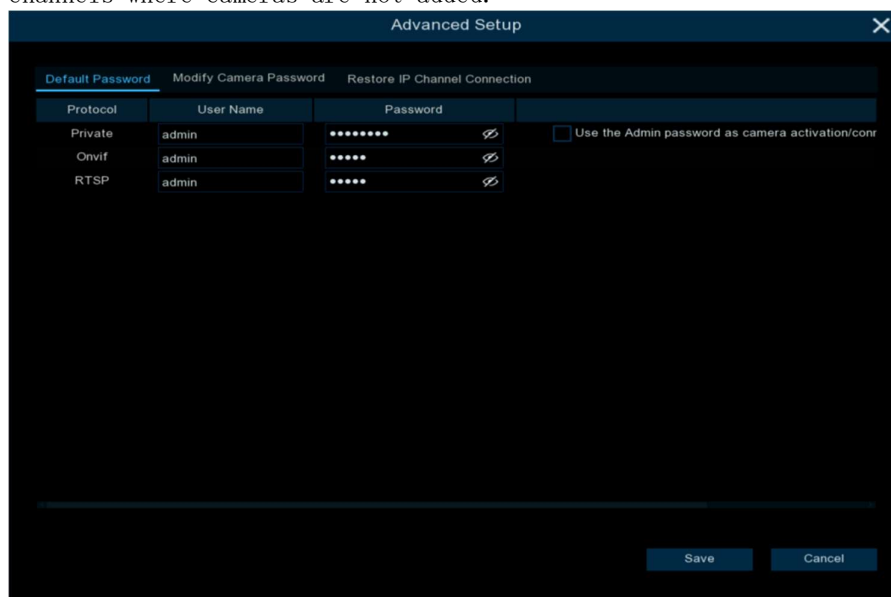 channels where cameras are not added.
Advanced Setup
Default Password Modify Camera Password Restore IP Channel Connection
Protocol User Name Password
Private admin •••••••• Use the Admin password as camera activation/conr
Onvif admin •••••
RTSP admin •••••
Save Cancel